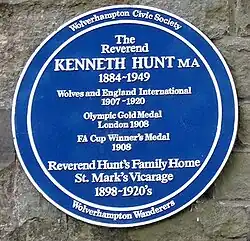 Wolverhampton Civic Society
The
Reverend
KENNETH HUNT MA
1884-1949
Wolves and England International
1907-1920
Olympic Gold Medal
London 1908
FA Cup Winner's Medal
1908
Reverend Hunt's Family Home
St. Mark's Vicarage
1898-1920's
Wolverhampton Wanderers